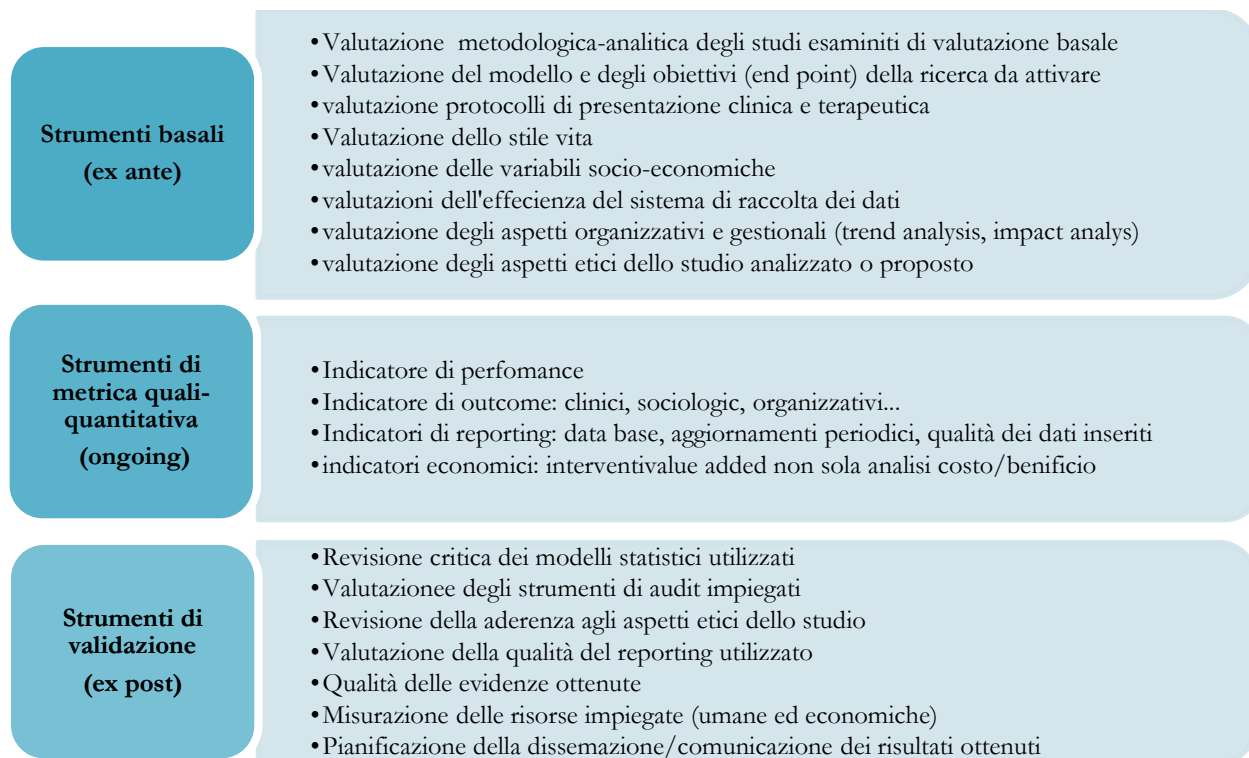 Strumenti basali
(ex ante)
•Valutazione metodologica-analitica degli studi esaminiti di valutazione basale
•Valutazione del modello e degli obiettivi (end point) della ricerca da attivare
•valutazione protocolli di presentazione clinica e terapeutica
•Valutazione dello stile vita
•valutazione delle variabili socio-economiche
•valutazioni dell'effecienza del sistema di raccolta dei dati
•valutazione degli aspetti organizzativi e gestionali (trend analysis, impact analys)
•valutazione degli aspetti etici dello studio analizzato o proposto
Strumenti di
metrica quali-
quantitativa
(ongoing)
•Indicatore di perfomance
•Indicatore di outcome: clinici, sociologic, organizzativi...
•Indicatori di reporting: data base, aggiornamenti periodici, qualità dei dati inseriti
•indicatori economici: interventivalue added non sola analisi costo/benificio
Strumenti di
validazione
(ex post)
•Revisione critica dei modelli statistici utilizzati
•Valutazionee degli strumenti di audit impiegati
•Revisione della aderenza agli aspetti etici dello studio
•Valutazione della qualità del reporting utilizzato
•Qualità delle evidenze ottenute
•Misurazione delle risorse impiegate (umane ed economiche)
•Pianificazione della dissemazione/comunicazione dei risultati ottenuti